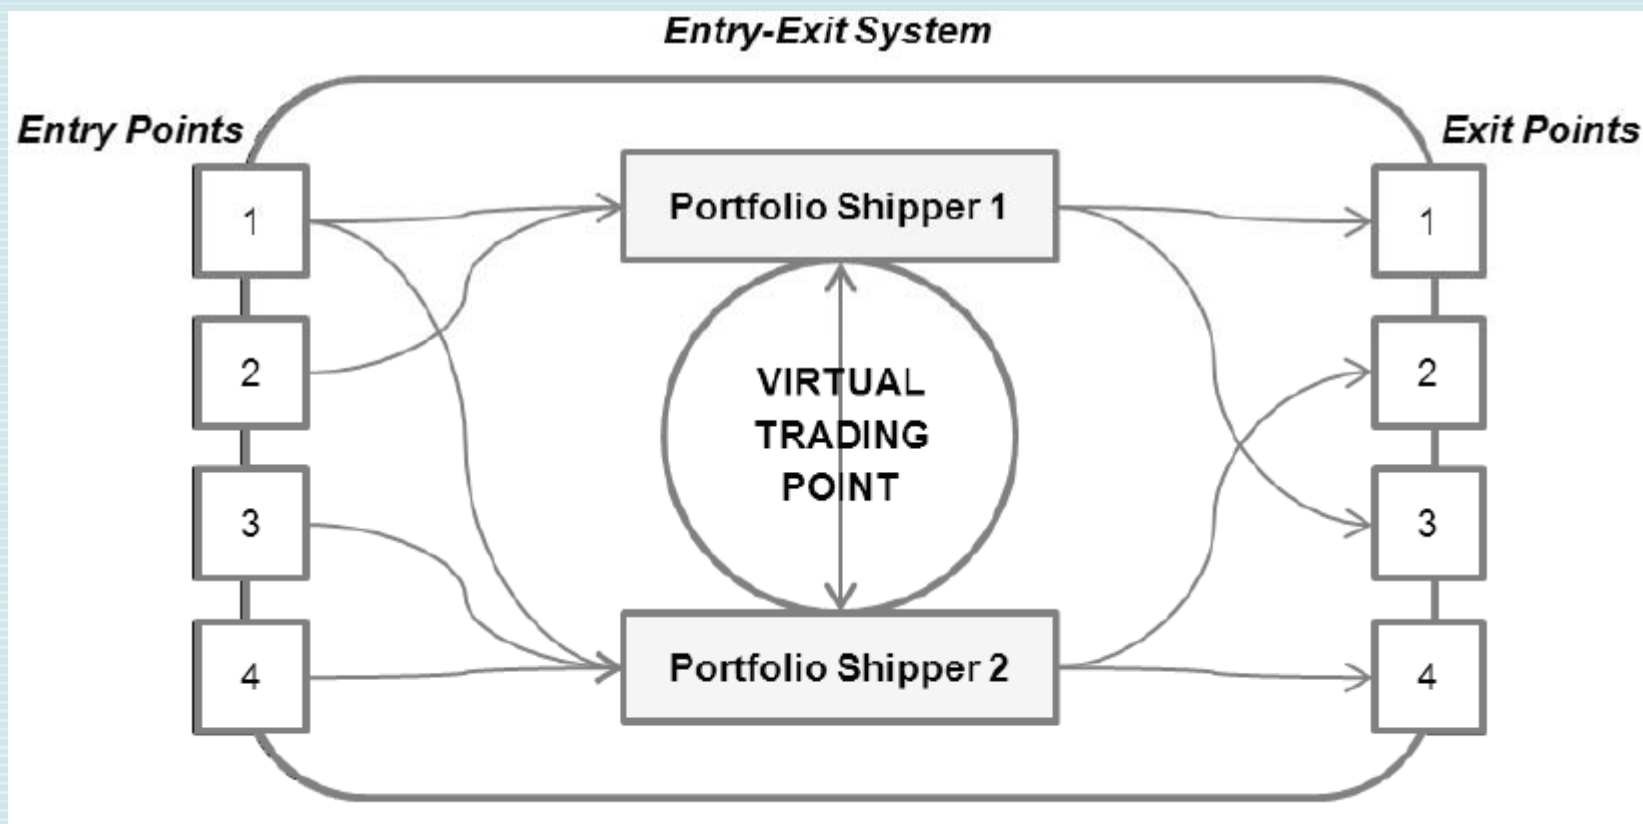 Entry-Exit System
Entry Points
Exit Points
1
Portfolio Shipper 1
1
2
VIRTUAL
TRADING
POINT
2
3
3
4
Portfolio Shipper 2
4